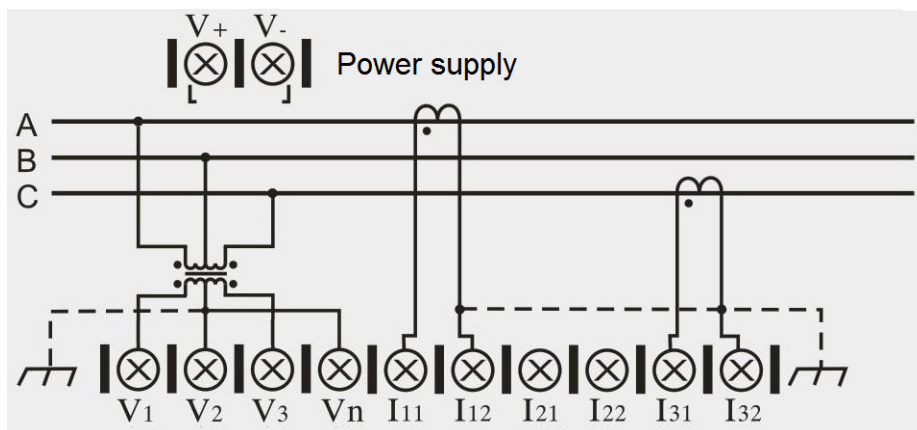 V+ V-
Power supply
A
B
C
V1 V2 V3 Vn I11 I12 I21 I22 I31 I32